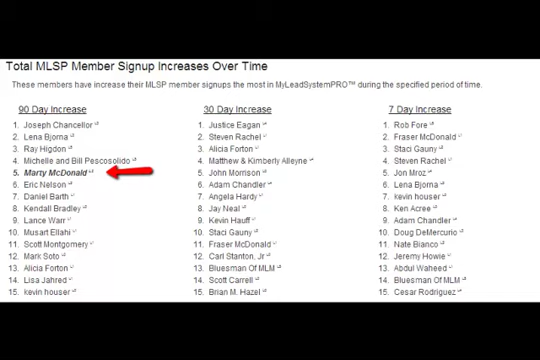 Total MLSP Member Signup Increases Over Time
These members have increase their MLSP member signups the most in MyLeadSystemPRO™ during the specified period of time.
90 Day Increase
1. Joseph Chancellor
2. Lena Bjorna
3. Ray Higdon
4. Michelle and Bill Pescosolido
5. Marty McDonald
6. Eric Nelson
7. Daniel Barth
8. Kendall Bradley
9. Lance Warr
10. Musart Ellahi
11. Scott Montgomery
12. Mark Soto
13. Alicia Forton
14. Lisa Jahred
15. kevin houser
30 Day Increase
1. Justice Eagan
2. Steven Rachel
3. Alicia Forton
4. Matthew & Kimberly Alleyne
5. John Morrison
6. Adam Chandler
7. Angela Hardy
8. Jay Neal
9. Kevin Hauff
10. Staci Gauny
11. Fraser McDonald
12. Carl Stanton, Jr
13. Bluesman Of MLM
14. Scott Carrell
15. Brian M. Hazel
7 Day Increase
1. Rob Fore
2. Fraser McDonald
3. Staci Gauny
4. Steven Rachel
5. Jon Mroz
6. Lena Bjorna
7. kevin houser
8. Ken Acree
9. Adam Chandler
10. Doug DeMercurio
11. Nate Bianco
12. Jeremy Howie
13. Abdul Waheed
14. Bluesman Of MLM
15. Cesar Rodriguez